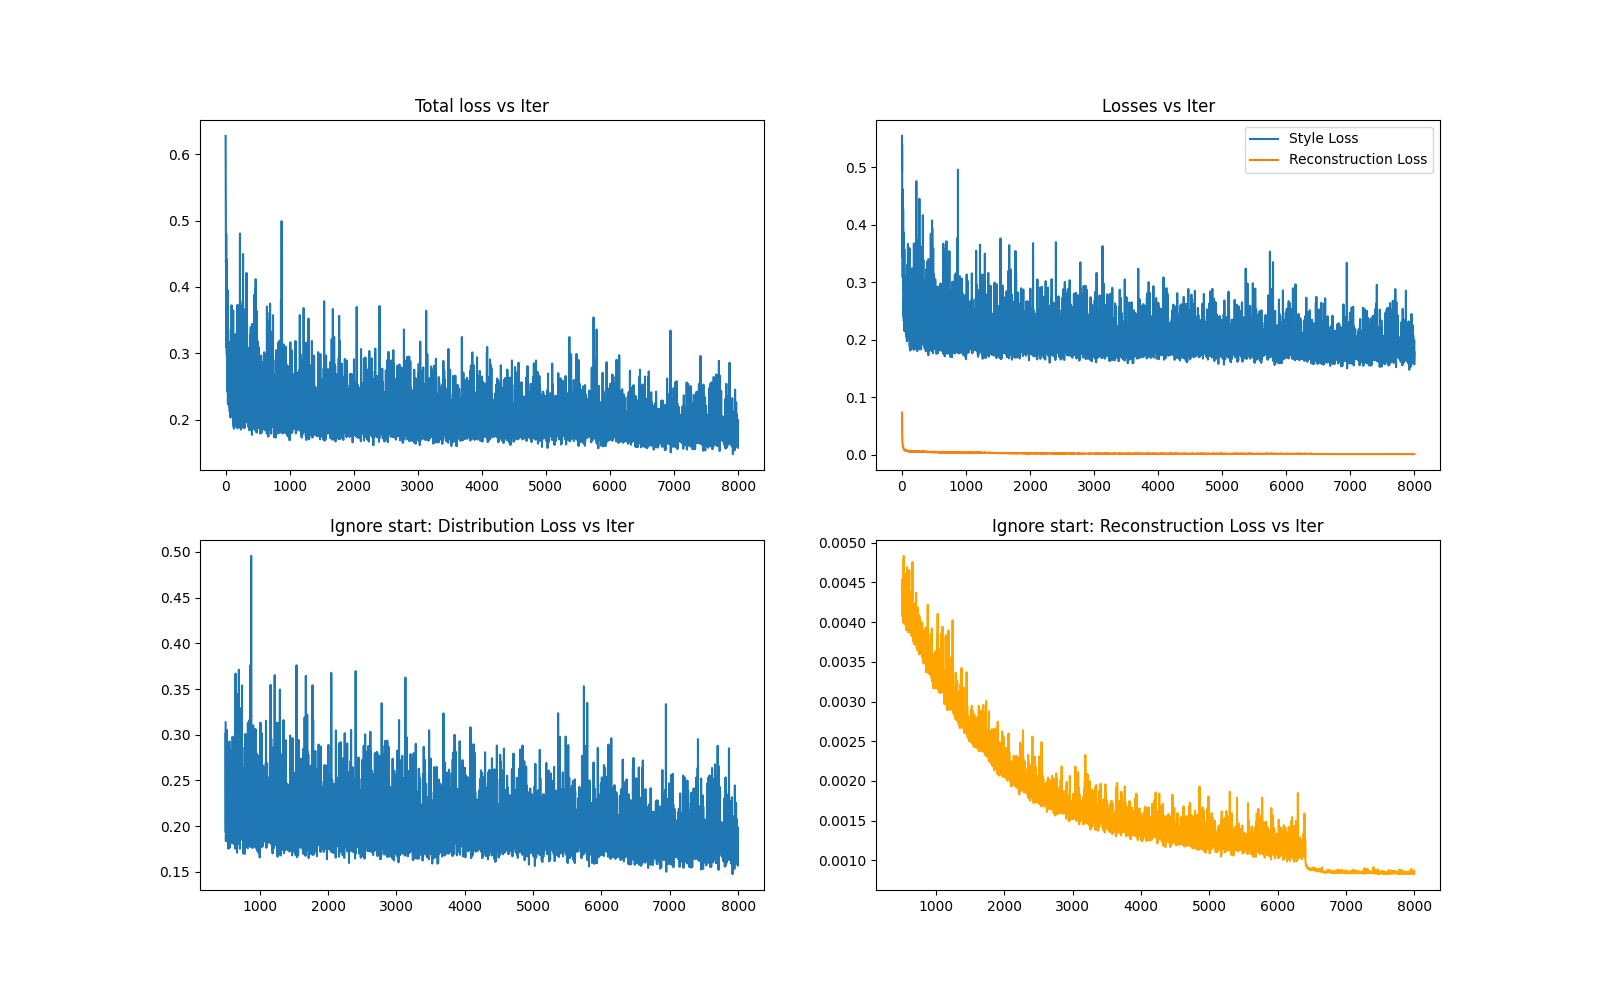 Total loss vs Iter
0.6
0.5
0.4
0.3
0.2
0 1000 2000 3000 4000 5000 6000 7000 8000
Losses vs Iter
Style Loss
Reconstruction Loss
0.5
0.4
0.3
0.2
0.1
0.0
0 1000 2000 3000 4000 5000 6000 7000 8000
Ignore start: Distribution Loss vs Iter
0.50
0.45
0.40
0.35
0.30
0.25
0.20
0.15
1000 2000 3000 4000 5000 6000 7000 8000
Ignore start: Reconstruction Loss vs Iter
0.0050
0.0045
0.0040
0.0035
0.0030
0.0025
0.0020
0.0015
0.0010
1000 2000 3000 4000 5000 6000 7000 8000